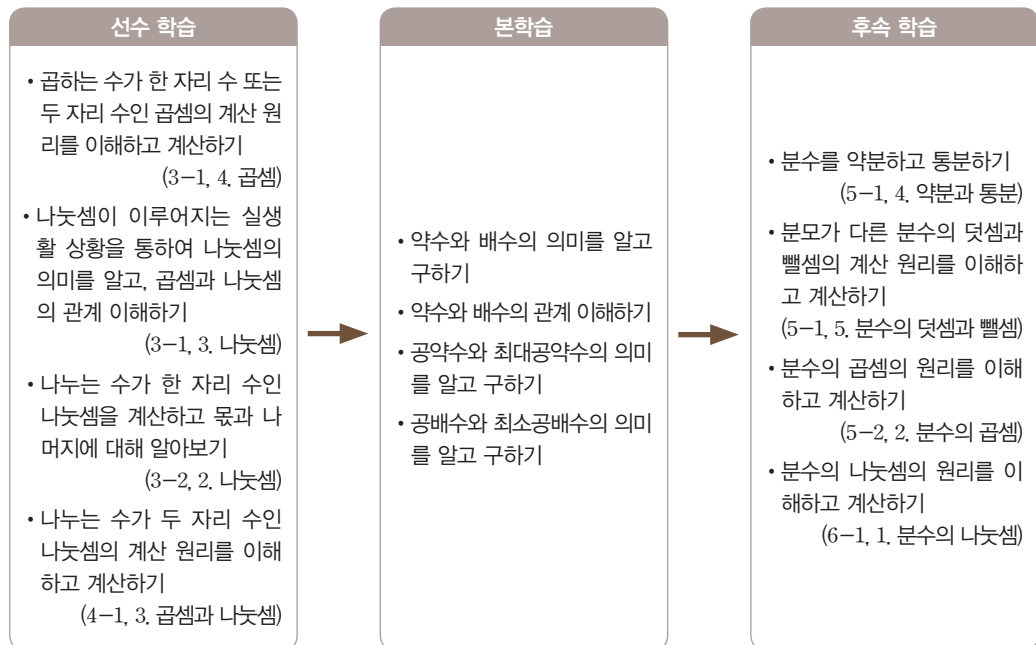 선수 학습
• 곱하는 수가 한 자리 수 또는
두 자리 수인 곱셈의 계산 원
리를 이해하고 계산하기
(3-1, 4. 곱셈)
• 나눗셈이 이루어지는 실생
활 상황을 통하여 나눗셈의
의미를 알고, 곱셈과 나눗셈
의 관계 이해하기
(3-1, 3. 나눗셈)
• 나누는 수가 한 자리 수인
나눗셈을 계산하고 몫과 나
머지에 대해 알아보기
(3-2, 2. 나눗셈)
• 나누는 수가 두 자리 수인
나눗셈의 계산 원리를 이해
하고 계산하기
(4-1, 3. 곱셈과 나눗셈)
본학습
• 약수와 배수의 의미를 알고
구하기
• 약수와 배수의 관계 이해하기
• 공약수와 최대공약수의 의미
를 알고 구하기
• 공배수와 최소공배수의 의미
를 알고 구하기
후속 학습
• 분수를 약분하고 통분하기
(5-1, 4. 약분과 통분)
• 분모가 다른 분수의 덧셈과
뺄셈의 계산 원리를 이해하
고 계산하기
(5-1, 5. 분수의 덧셈과 뺄셈)
• 분수의 곱셈의 원리를 이해
하고 계산하기
(5-2, 2. 분수의 곱셈)
• 분수의 나눗셈의 원리를 이
해하고 계산하기
(6-1, 1. 분수의 나눗셈)